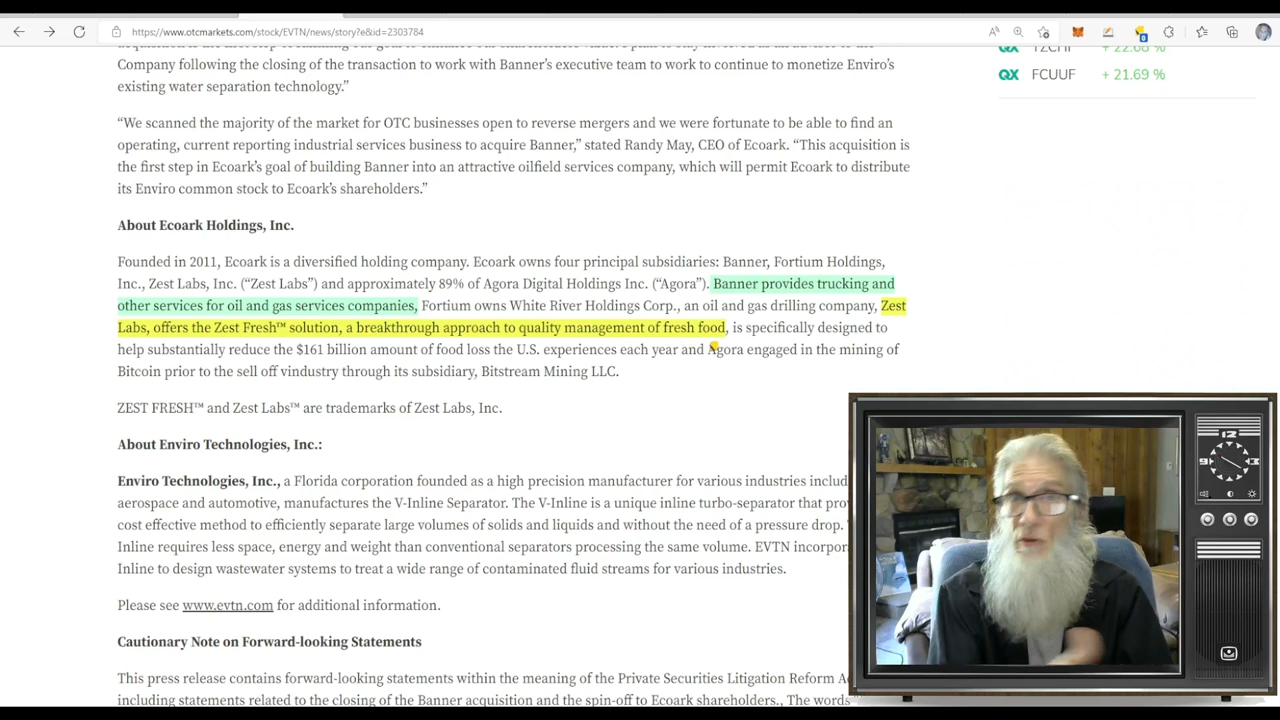 https://www.otcmarkets.com/stock/EVTN/news/story?e&id=2303784
Company following the closing of the transaction to work with Banner’s executive team to work to continue to monetize Enviro’s
existing water separation technology.”
“We scanned the majority of the market for OTC businesses open to reverse mergers and we were fortunate to be able to find an
operating, current reporting industrial services business to acquire Banner,” stated Randy May, CEO of Ecoark. “This acquisition is
the first step in Ecoark’s goal of building Banner into an attractive oilfield services company, which will permit Ecoark to distribute
its Enviro common stock to Ecoark’s shareholders.”
About Ecoark Holdings, Inc.
Founded in 2011, Ecoark is a diversified holding company. Ecoark owns four principal subsidiaries: Banner, Fortium Holdings,
Inc., Zest Labs, Inc. (“Zest Labs”) and approximately 89% of Agora Digital Holdings Inc. (“Agora”). Banner provides trucking and
other services for oil and gas services companies, Fortium owns White River Holdings Corp., an oil and gas drilling company, Zest
Labs, offers the Zest Fresh™ solution, a breakthrough approach to quality management of fresh food, is specifically designed to
help substantially reduce the $161 billion amount of food loss the U.S. experiences each year and Agora engaged in the mining of
Bitcoin prior to the sell off vindustry through its subsidiary, Bitstream Mining LLC.
ZEST FRESH™ and Zest Labs™ are trademarks of Zest Labs, Inc.
About Enviro Technologies, Inc.:
Enviro Technologies, Inc., a Florida corporation founded as a high precision manufacturer for various industries includ
aerospace and automotive, manufactures the V-Inline Separator. The V-Inline is a unique inline turbo-separator that prov
cost effective method to efficiently separate large volumes of solids and liquids and without the need of a pressure drop.
Inline requires less space, energy and weight than conventional separators processing the same volume. EVTN incorpora
Inline to design wastewater systems to treat a wide range of contaminated fluid streams for various industries.
Please see www.evtn.com for additional information.
Cautionary Note on Forward-looking Statements
This press release contains forward-looking statements within the meaning of the Private Securities Litigation Reform A
including statements related to the closing of the Banner acquisition and the spin-off to Ecoark shareholders., The words
QX TZCHF + 22.08 %
QX FCUUF + 21.69 %
12
9 3